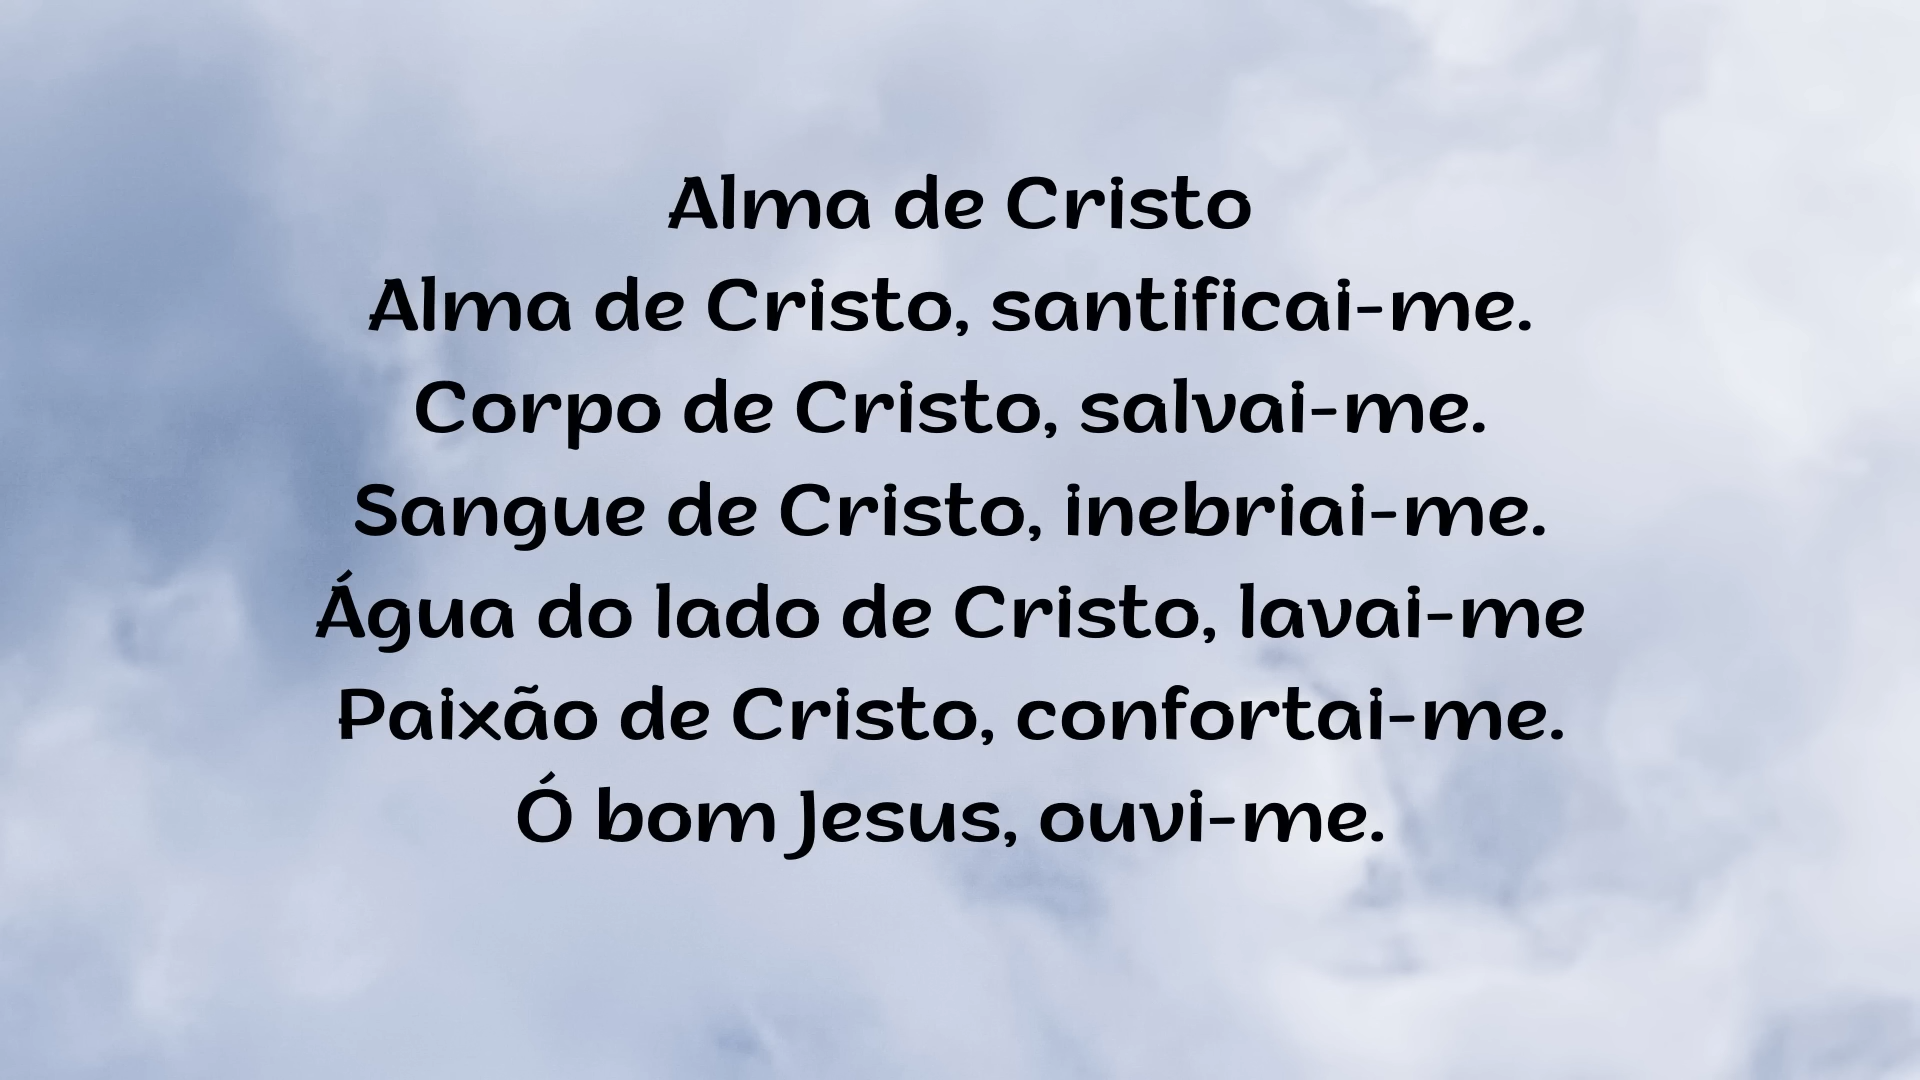 Alma de Cristo
Alma de Cristo, santificai-me.
Corpo de Cristo, salvai-me.
Sangue de Cristo, inebriai-me.
Água do lado de Cristo, lavai-me
Paixão de Cristo, confortai-me.
Ó bom Jesus, ouvi-me.